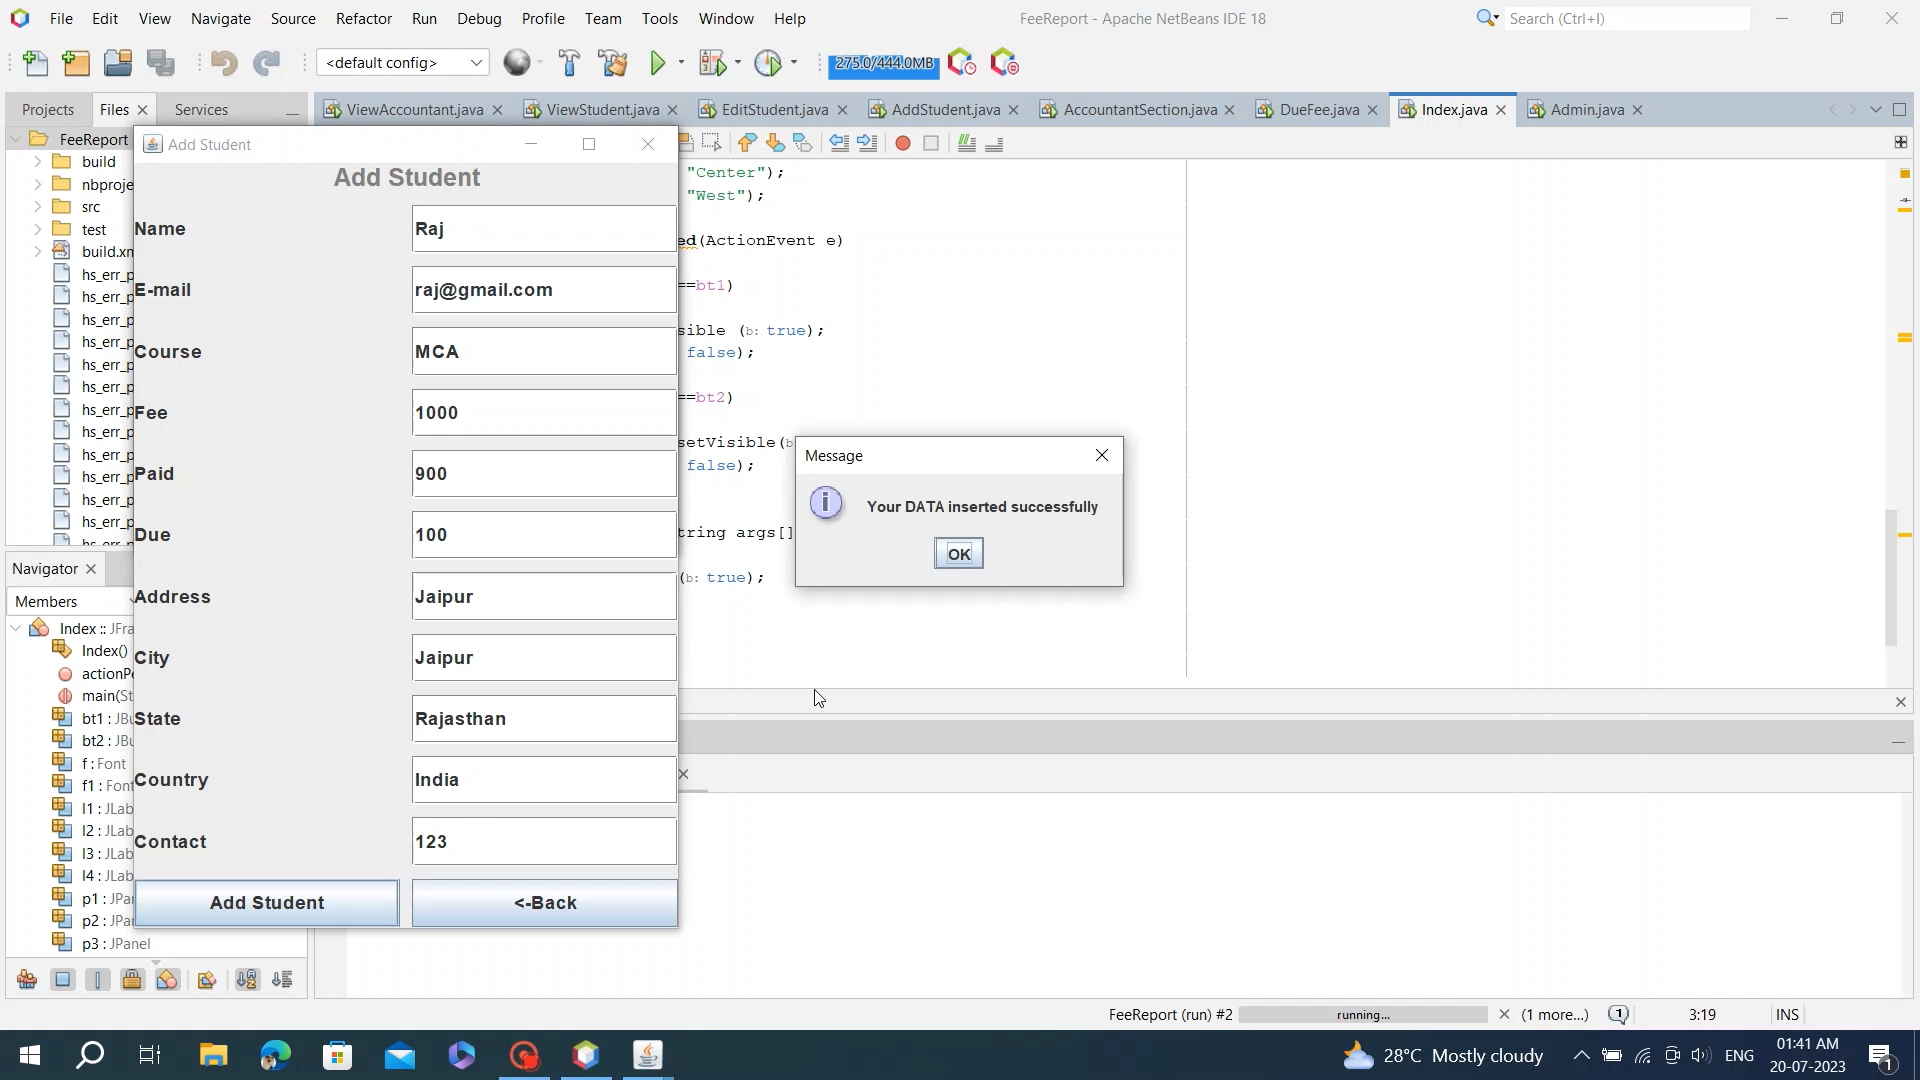 File Edit View Navigate Source Refactor Run Debug Profile Team Tools Window Help
FeeReport - Apache NetBeans IDE 18
Search (Ctrl+I)
<default config>
275.0/444.0MB
Projects Files Services
ViewAccountant.java ViewStudent.java EditStudent.java AddStudent.java AccountantSection.java DueFee.java Index.java Admin.java
FeeReport
build
nbproje
src
test
build.xn
hs_err_p
hs_err_p
hs_err_p
hs_err_p
hs_err_p
hs_err_p
hs_err_p
hs_err_p
hs_err_p
hs_err_p
hs_err_p
hs_err_p
Navigator
Members
Index :: JFra
Index()
actionPe
main(St
bt1 : JBu
bt2 : JBu
f : Font
f1 : Font
l1 : JLab
l2 : JLab
l3 : JLab
l4 : JLab
p1 : JPar
p2 : JPar
p3 : JPanel
Add Student
Add Student
Name Raj
E-mail raj@gmail.com
Course MCA
Fee 1000
Paid 900
Due 100
Address Jaipur
City Jaipur
State Rajasthan
Country India
Contact 123
Add Student <-Back
"Center");
"West");
ed(ActionEvent e)
==bt1)
sible (b: true);
false);
==bt2)
setVisible(b
false);
tring args[]
(b: true);
Message
Your DATA inserted successfully
OK
FeeReport (run) #2 running... (1 more...) 1 3:19 INS
28°C Mostly cloudy ENG 01:41 AM
20-07-2023
1